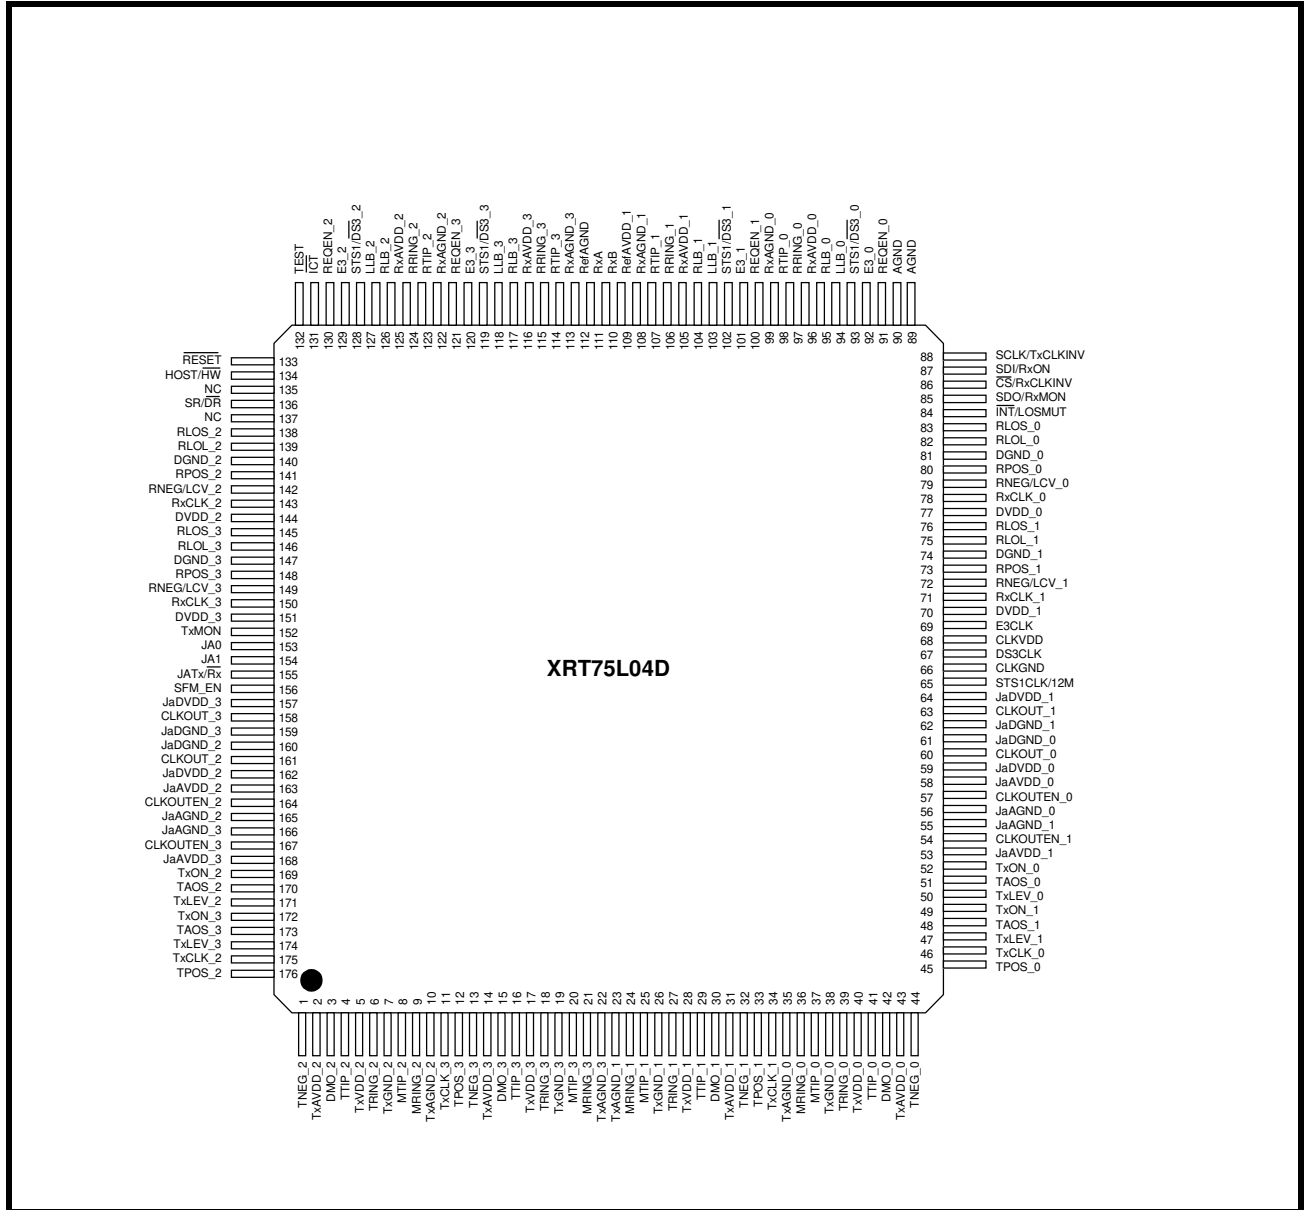 TEST 132
ICT 131
REQEN_2 130
E3_2 129
STS1/DS3_2 128
LLB_2 127
RLB_2 126
RxAVDD_2 125
RRING_2 124
RTIP_2 123
RxAGND_2 122
REQEN_3 121
E3_3 120
STS1/DS3_3 119
LLB_3 118
RLB_3 117
RxAVDD_3 116
RRING_3 115
RTIP_3 114
RxAGND_3 113
RefAGND 112
RxA 111
RxB 110
RefAVDD_1 109
RxAGND_1 108
RTIP_1 107
RRING_1 106
RxAVDD_1 105
RLB_1 104
LLB_1 103
STS1/DS3_1 102
E3_1 101
REQEN_1 100
RxAGND_0 99
RTIP_0 98
RRING_0 97
RxAVDD_0 96
RLB_0 95
LLB_0 94
STS1/DS3_0 93
E3_0 92
REQEN_0 91
AGND 90
AGND 89
RESET 133
HOST/HW 134
NC 135
SR/DR 136
NC 137
RLOS_2 138
RLOL_2 139
DGND_2 140
RPOS_2 141
RNEG/LCV_2 142
RxCLK_2 143
DVDD_2 144
RLOS_3 145
RLOL_3 146
DGND_3 147
RPOS_3 148
RNEG/LCV_3 149
RxCLK_3 150
DVDD_3 151
TxMON 152
JA0 153
JA1 154
JATx/Rx 155
SFM_EN 156
JaDVDD_3 157
CLKOUT_3 158
JaDGND_3 159
JaDGND_2 160
CLKOUT_2 161
JaDVDD_2 162
JaAVDD_2 163
CLKOUTEN_2 164
JaAGND_2 165
JaAGND_3 166
CLKOUTEN_3 167
JaAVDD_3 168
TxON_2 169
TAOS_2 170
TxLEV_2 171
TxON_3 172
TAOS_3 173
TxLEV_3 174
TxCLK_2 175
TPOS_2 176
XRT75L04D
88 SCLK/TxCLKINV
87 SDI/RxON
86 CS/RxCLKINV
85 SDO/RxMON
84 INT/LOSMUT
83 RLOS_0
82 RLOL_0
81 DGND_0
80 RPOS_0
79 RNEG/LCV_0
78 RxCLK_0
77 DVDD_0
76 RLOS_1
75 RLOL_1
74 DGND_1
73 RPOS_1
72 RNEG/LCV_1
71 RxCLK_1
70 DVDD_1
69 E3CLK
68 CLKVDD
67 DS3CLK
66 CLKGND
65 STS1CLK/12M
64 JaDVDD_1
63 CLKOUT_1
62 JaDGND_1
61 JaDGND_0
60 CLKOUT_0
59 JaDVDD_0
58 JaAVDD_0
57 CLKOUTEN_0
56 JaAGND_0
55 JaAGND_1
54 CLKOUTEN_1
53 JaAVDD_1
52 TxON_0
51 TAOS_0
50 TxLEV_0
49 TxON_1
48 TAOS_1
47 TxLEV_1
46 TxCLK_0
45 TPOS_0
1 TNEG_2
2 TxAVDD_2
3 DMO_2
4 TTIP_2
5 TxVDD_2
6 TRING_2
7 TxGND_2
8 MTIP_2
9 MRING_2
10 TxAGND_2
11 TxCLK_3
12 TPOS_3
13 TNEG_3
14 TxAVDD_3
15 DMO_3
16 TTIP_3
17 TxVDD_3
18 TRING_3
19 TxGND_3
20 MTIP_3
21 MRING_3
22 TxAGND_3
23 TxAGND_1
24 MRING_1
25 MTIP_1
26 TxGND_1
27 TRING_1
28 TxVDD_1
29 TTIP_1
30 DMO_1
31 TxAVDD_1
32 TNEG_1
33 TPOS_1
34 TxCLK_1
35 TxAGND_0
36 MRING_0
37 MTIP_0
38 TxGND_0
39 TRING_0
40 TxVDD_0
41 TTIP_0
42 DMO_0
43 TxAVDD_0
44 TNEG_0